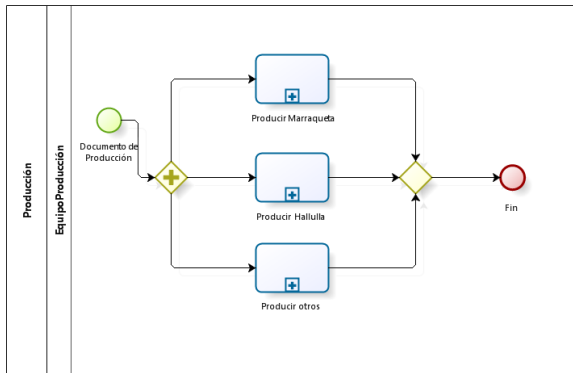 Producción
EquipoProducción
Documento de
Producción
Producir Marraqueta
Producir Hallulla
Producir otros
Fin